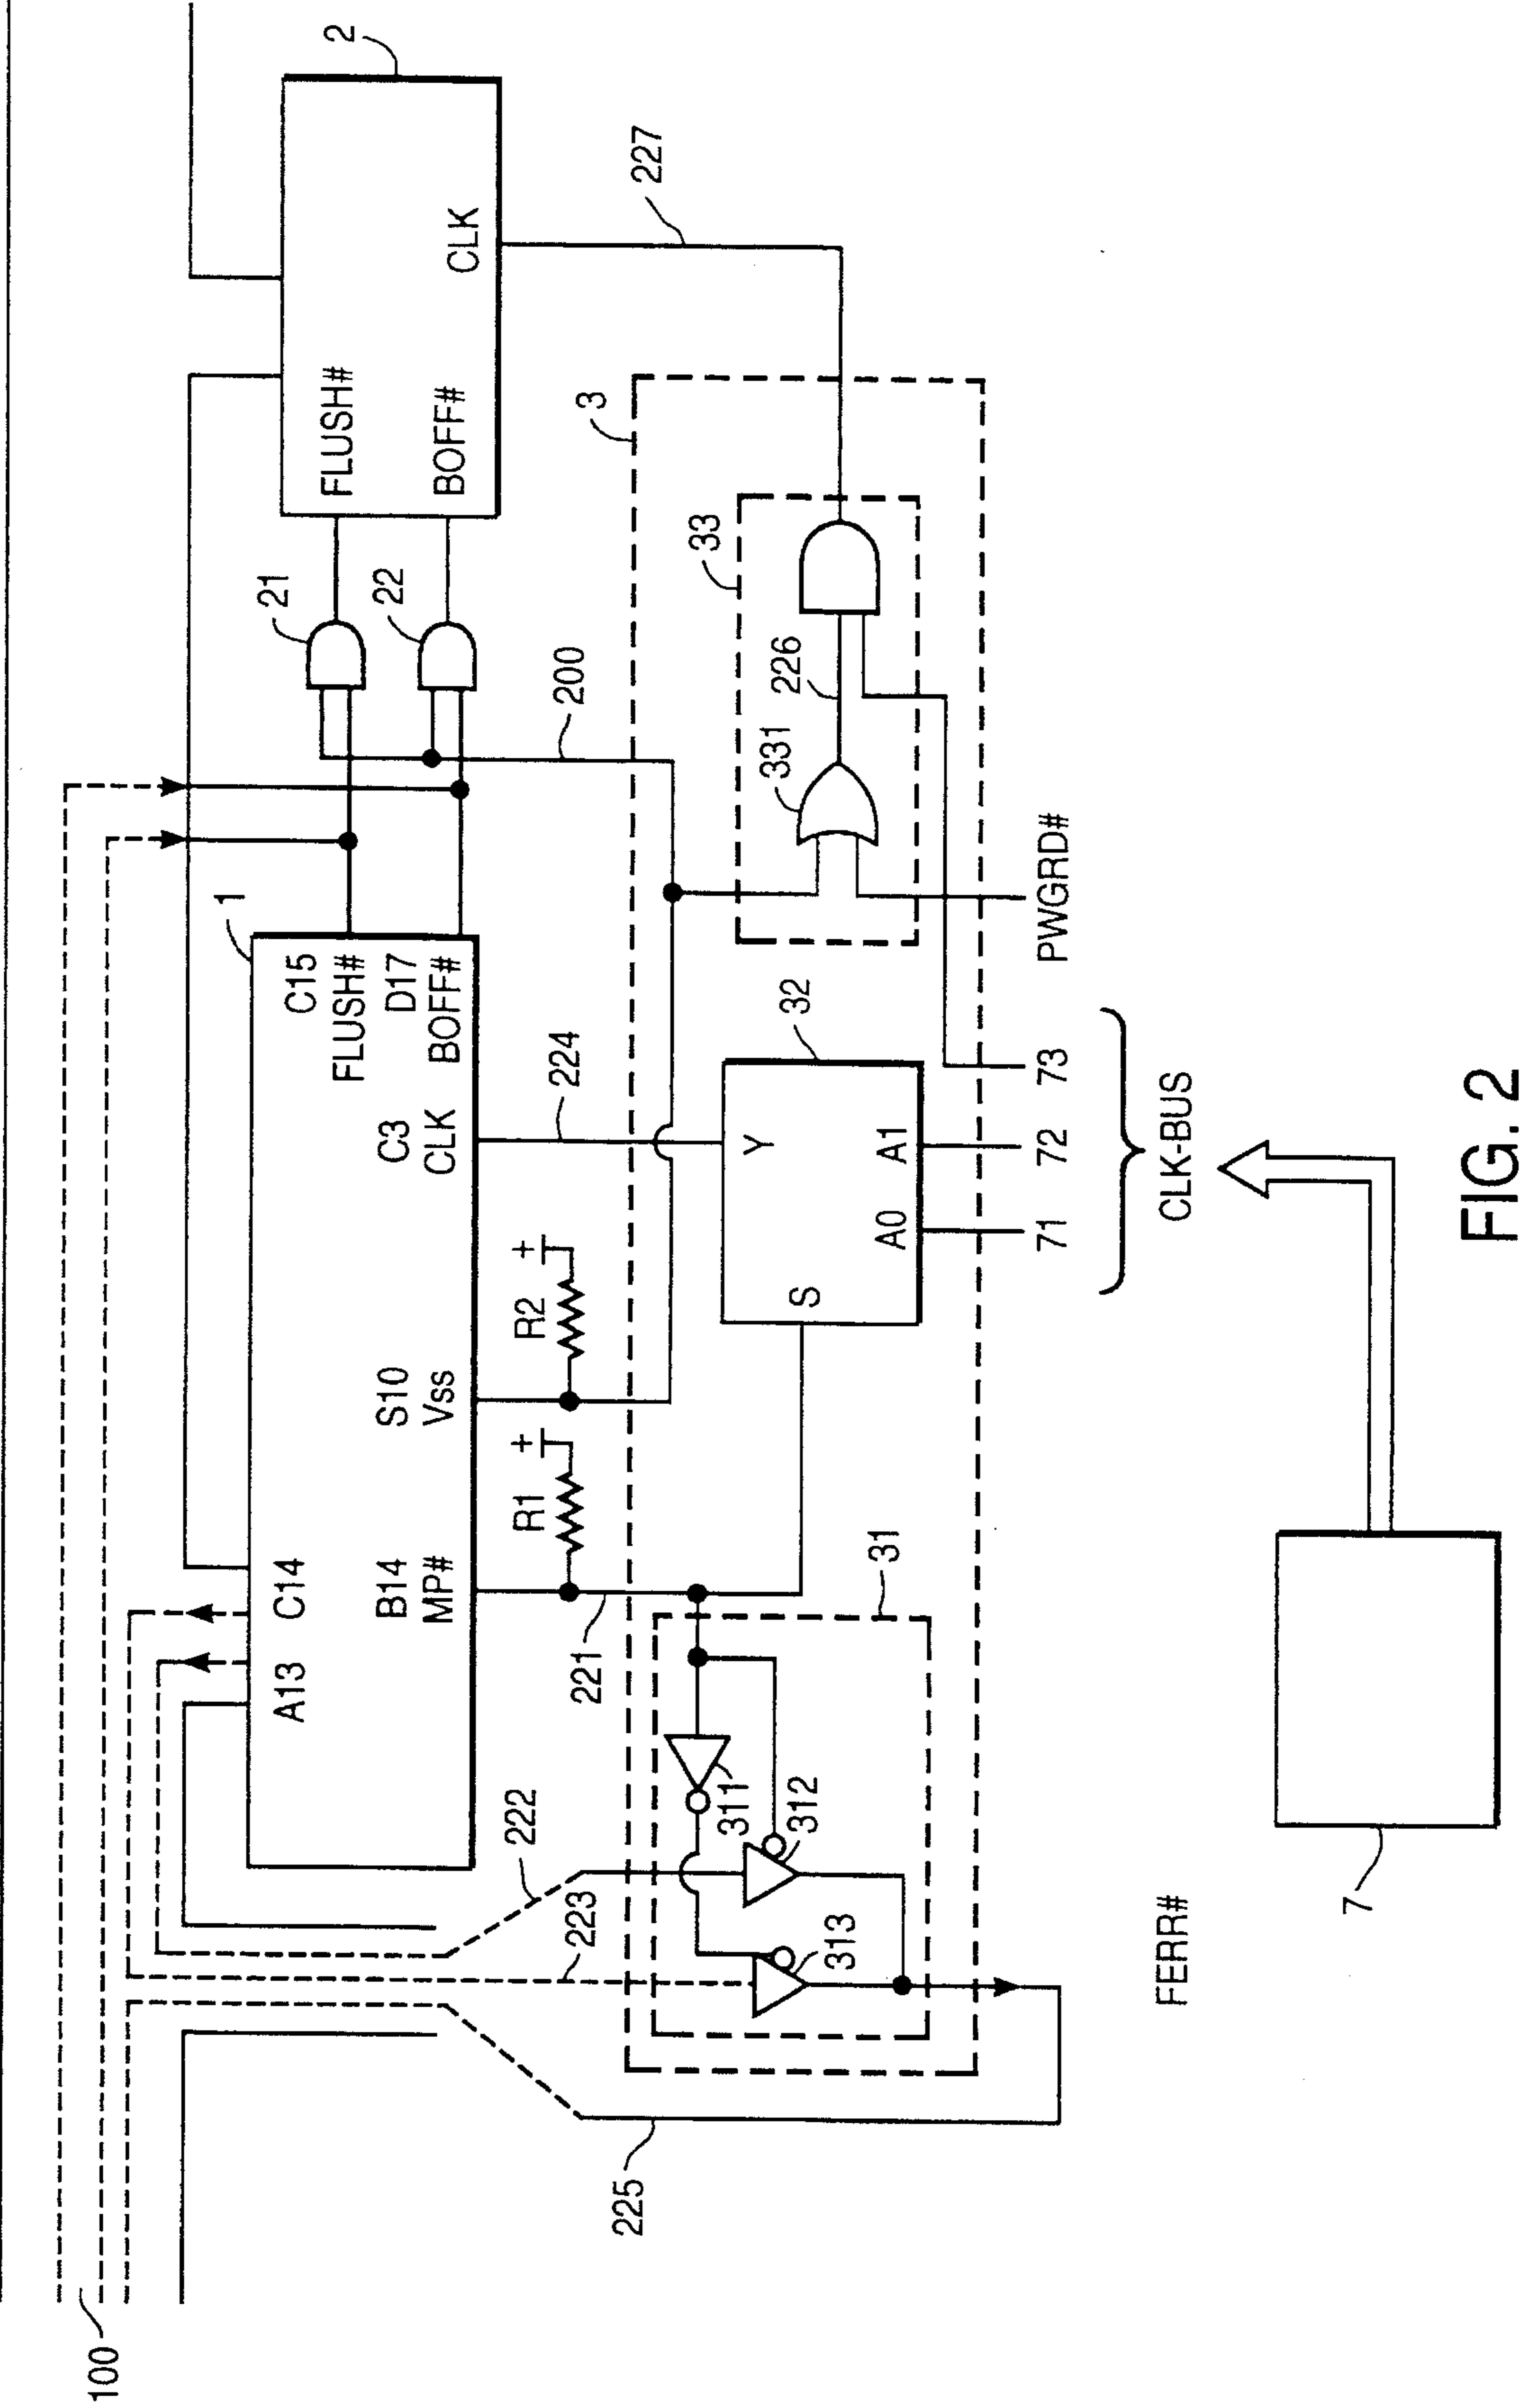 100
225
222
223
A13
C14
1
B14
MP#
S10
Vss
C3
CLK
C15
FLUSH#
D17
BOFF#
21
22
FLUSH#
BOFF#
CLK
2
221
R1
+
R2
+
224
200
3
227
311
312
313
31
S
Y
A0
A1
32
331
226
33
71
72
73
PWGRD#
CLK-BUS
FERR#
7
FIG. 2